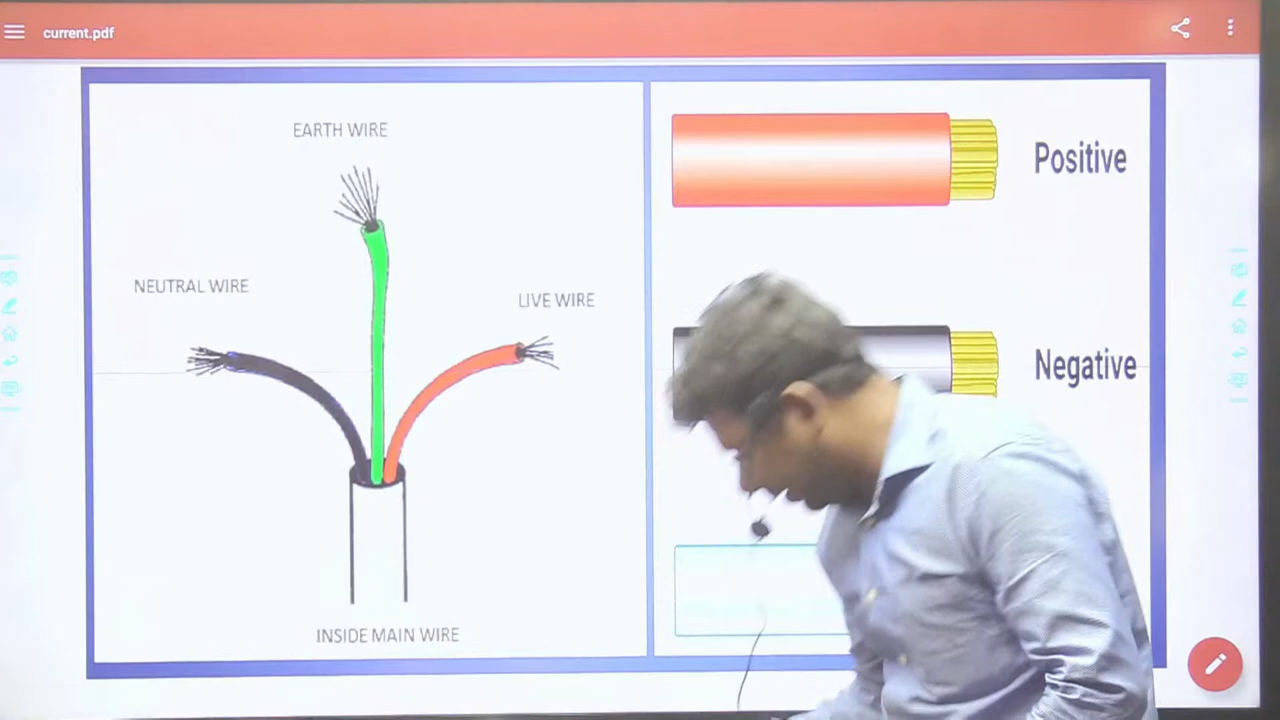 current.pdf
EARTH WIRE
NEUTRAL WIRE
LIVE WIRE
INSIDE MAIN WIRE
Positive
Negative